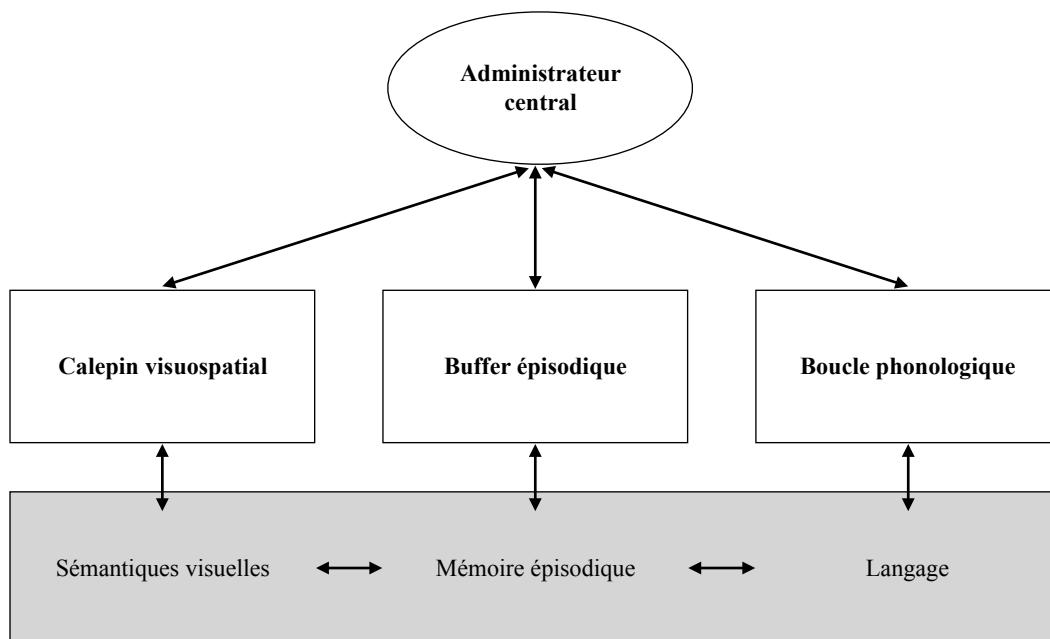 Administrateur
central
Calepin visuospatial
Buffer épisodique
Boucle phonologique
Sémantiques visuelles
Mémoire épisodique
Langage